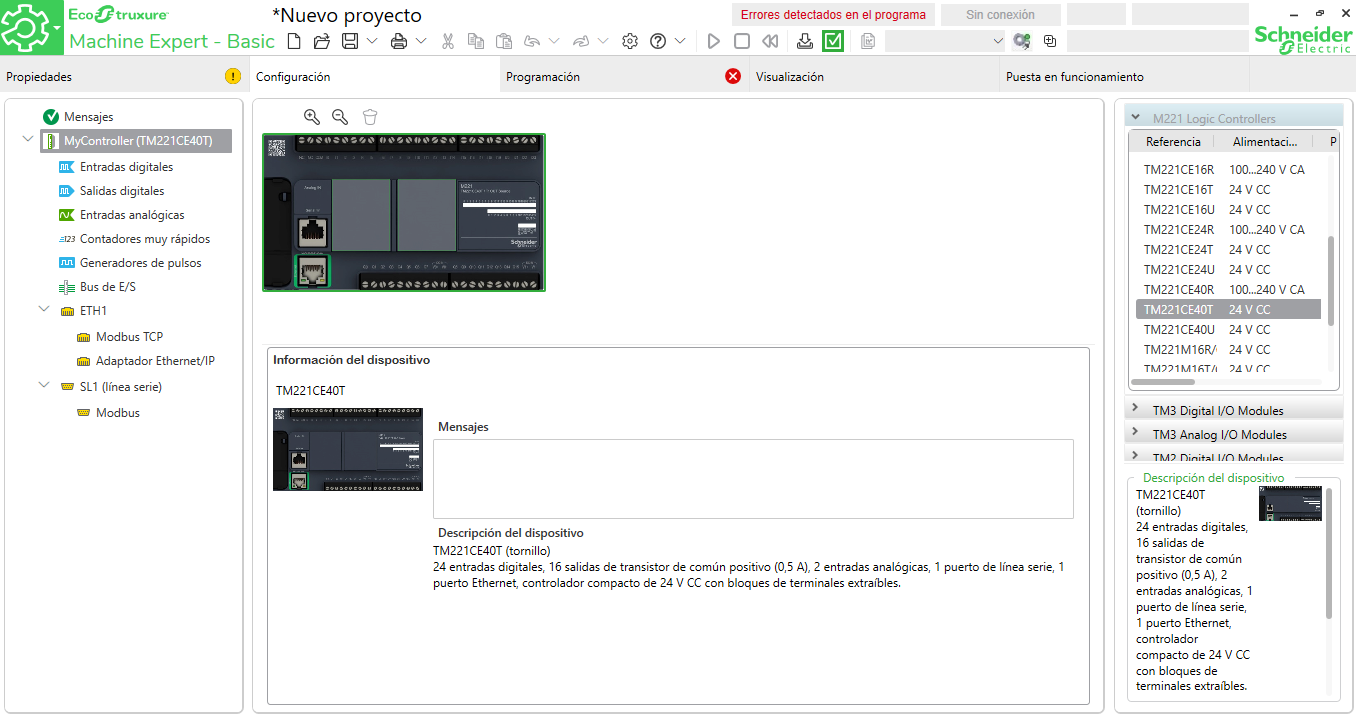 EcoStruxure
Machine Expert - Basic
*Nuevo proyecto
Errores detectados en el programa
Sin conexión
Schneider
Electric
Propiedades
Configuración
Programación
Visualización
Puesta en funcionamiento
Mensajes
MyController (TM221CE40T)
Entradas digitales
Salidas digitales
Entradas analógicas
Contadores muy rápidos
Generadores de pulsos
Bus de E/S
ETH1
Modbus TCP
Adaptador Ethernet/IP
SL1 (línea serie)
Modbus
Información del dispositivo
TM221CE40T
Mensajes
Descripción del dispositivo
TM221CE40T (tornillo)
24 entradas digitales, 16 salidas de transistor de común positivo (0,5 A), 2 entradas analógicas, 1 puerto de línea serie, 1
puerto Ethernet, controlador compacto de 24 V CC con bloques de terminales extraíbles.
M221 Logic Controllers
Referencia Alimentaci... P
TM221CE16R 100...240 V CA
TM221CE16T 24 V CC
TM221CE16U 24 V CC
TM221CE24R 100...240 V CA
TM221CE24T 24 V CC
TM221CE24U 24 V CC
TM221CE40R 100...240 V CA
TM221CE40T 24 V CC
TM221CE40U 24 V CC
TM221M16R/ 24 V CC
TM221M16T/ 24 V CC
TM3 Digital I/O Modules
TM3 Analog I/O Modules
TM2 Digital I/O Modules
Descripción del dispositivo
TM221CE40T
(tornillo)
24 entradas digitales,
16 salidas de
transistor de común
positivo (0,5 A), 2
entradas analógicas, 1
puerto de línea serie,
1 puerto Ethernet,
controlador
compacto de 24 V CC
con bloques de
terminales extraíbles.